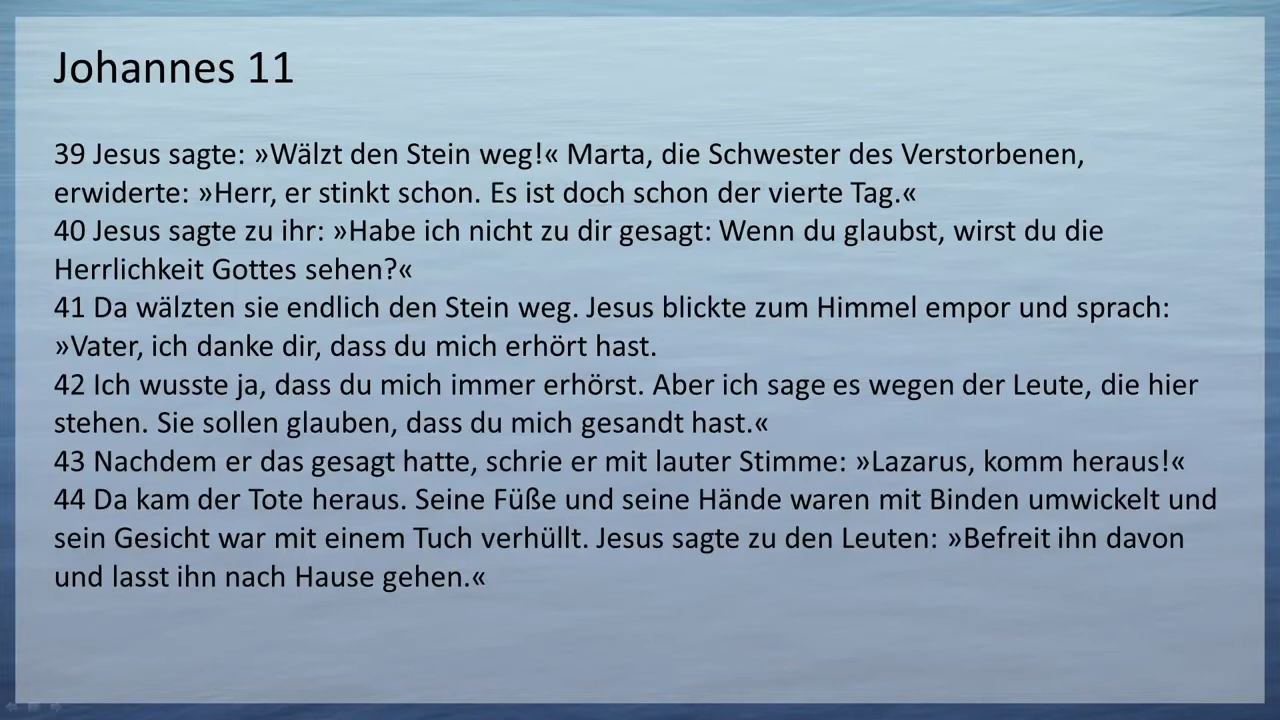 Johannes 11
39 Jesus sagte: »Wälzt den Stein weg!« Marta, die Schwester des Verstorbenen,
erwiderte: »Herr, er stinkt schon. Es ist doch schon der vierte Tag.«
40 Jesus sagte zu ihr: »Habe ich nicht zu dir gesagt: Wenn du glaubst, wirst du die
Herrlichkeit Gottes sehen?«
41 Da wälzten sie endlich den Stein weg. Jesus blickte zum Himmel empor und sprach:
»Vater, ich danke dir, dass du mich erhört hast.
42 Ich wusste ja, dass du mich immer erhörst. Aber ich sage es wegen der Leute, die hier
stehen. Sie sollen glauben, dass du mich gesandt hast.«
43 Nachdem er das gesagt hatte, schrie er mit lauter Stimme: »Lazarus, komm heraus!«
44 Da kam der Tote heraus. Seine Füße und seine Hände waren mit Binden umwickelt und
sein Gesicht war mit einem Tuch verhüllt. Jesus sagte zu den Leuten: »Befreit ihn davon
und lasst ihn nach Hause gehen.«